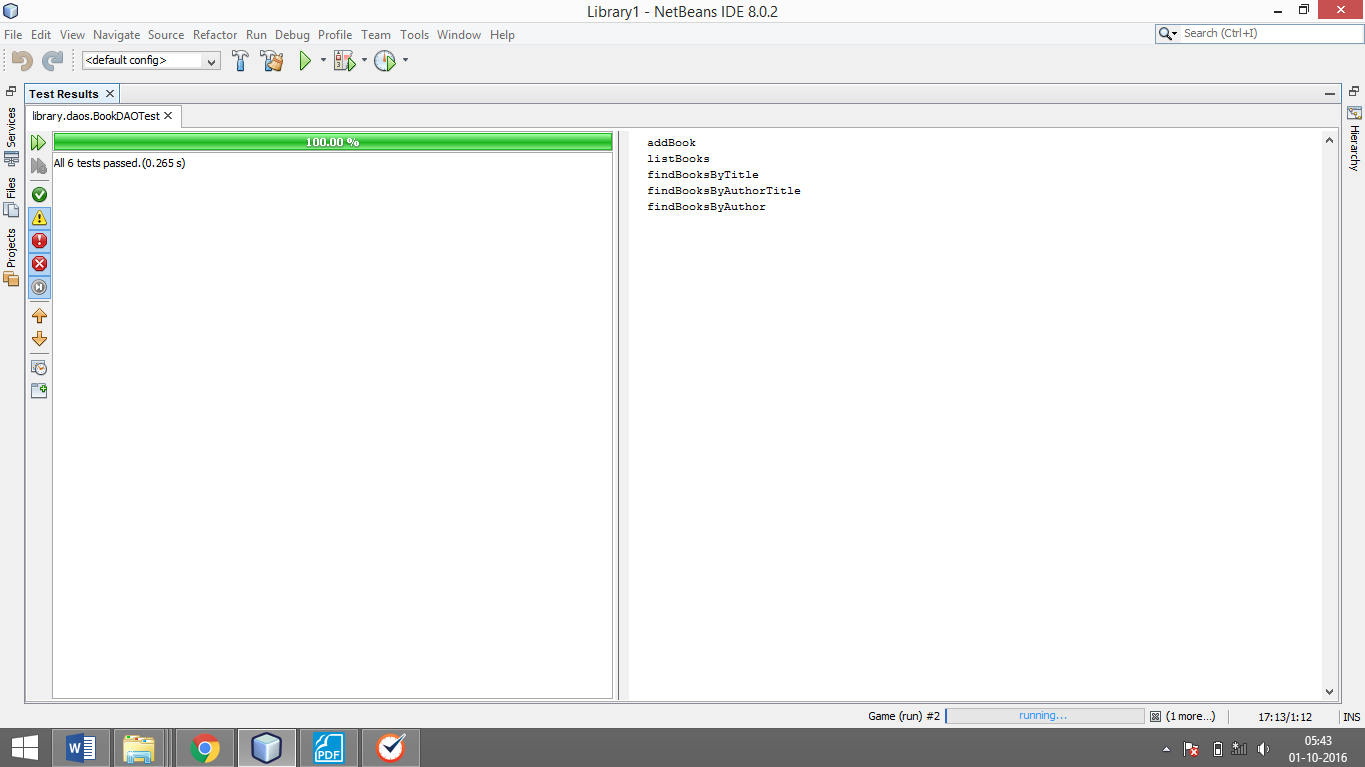 Library1 - NetBeans IDE 8.0.2
File Edit View Navigate Source Refactor Run Debug Profile Team Tools Window Help
Search (Ctrl+I)
<default config>
Test Results
library.daos.BookDAOTest
Services
Files
Projects
Hierarchy
100.00 %
All 6 tests passed.(0.265 s)
addBook
listBooks
findBooksByTitle
findBooksByAuthorTitle
findBooksByAuthor
Game (run) #2
running...
(1 more...)
17:13/1:12
INS
W
PDF
05:43
01-10-2016